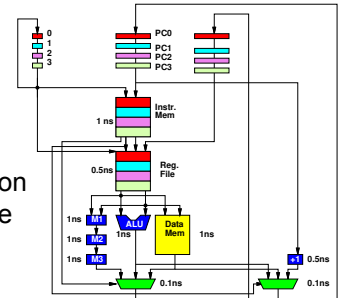 0
1
2
3
PC0
PC1
PC2
PC3
Instr.
Mem
1 ns
0.5ns
Reg.
File
on
e
1ns M1
1ns M2
1ns M3
ALU
1ns
Data
Mem
1ns
+1 0.5ns
0.1ns
0.1ns